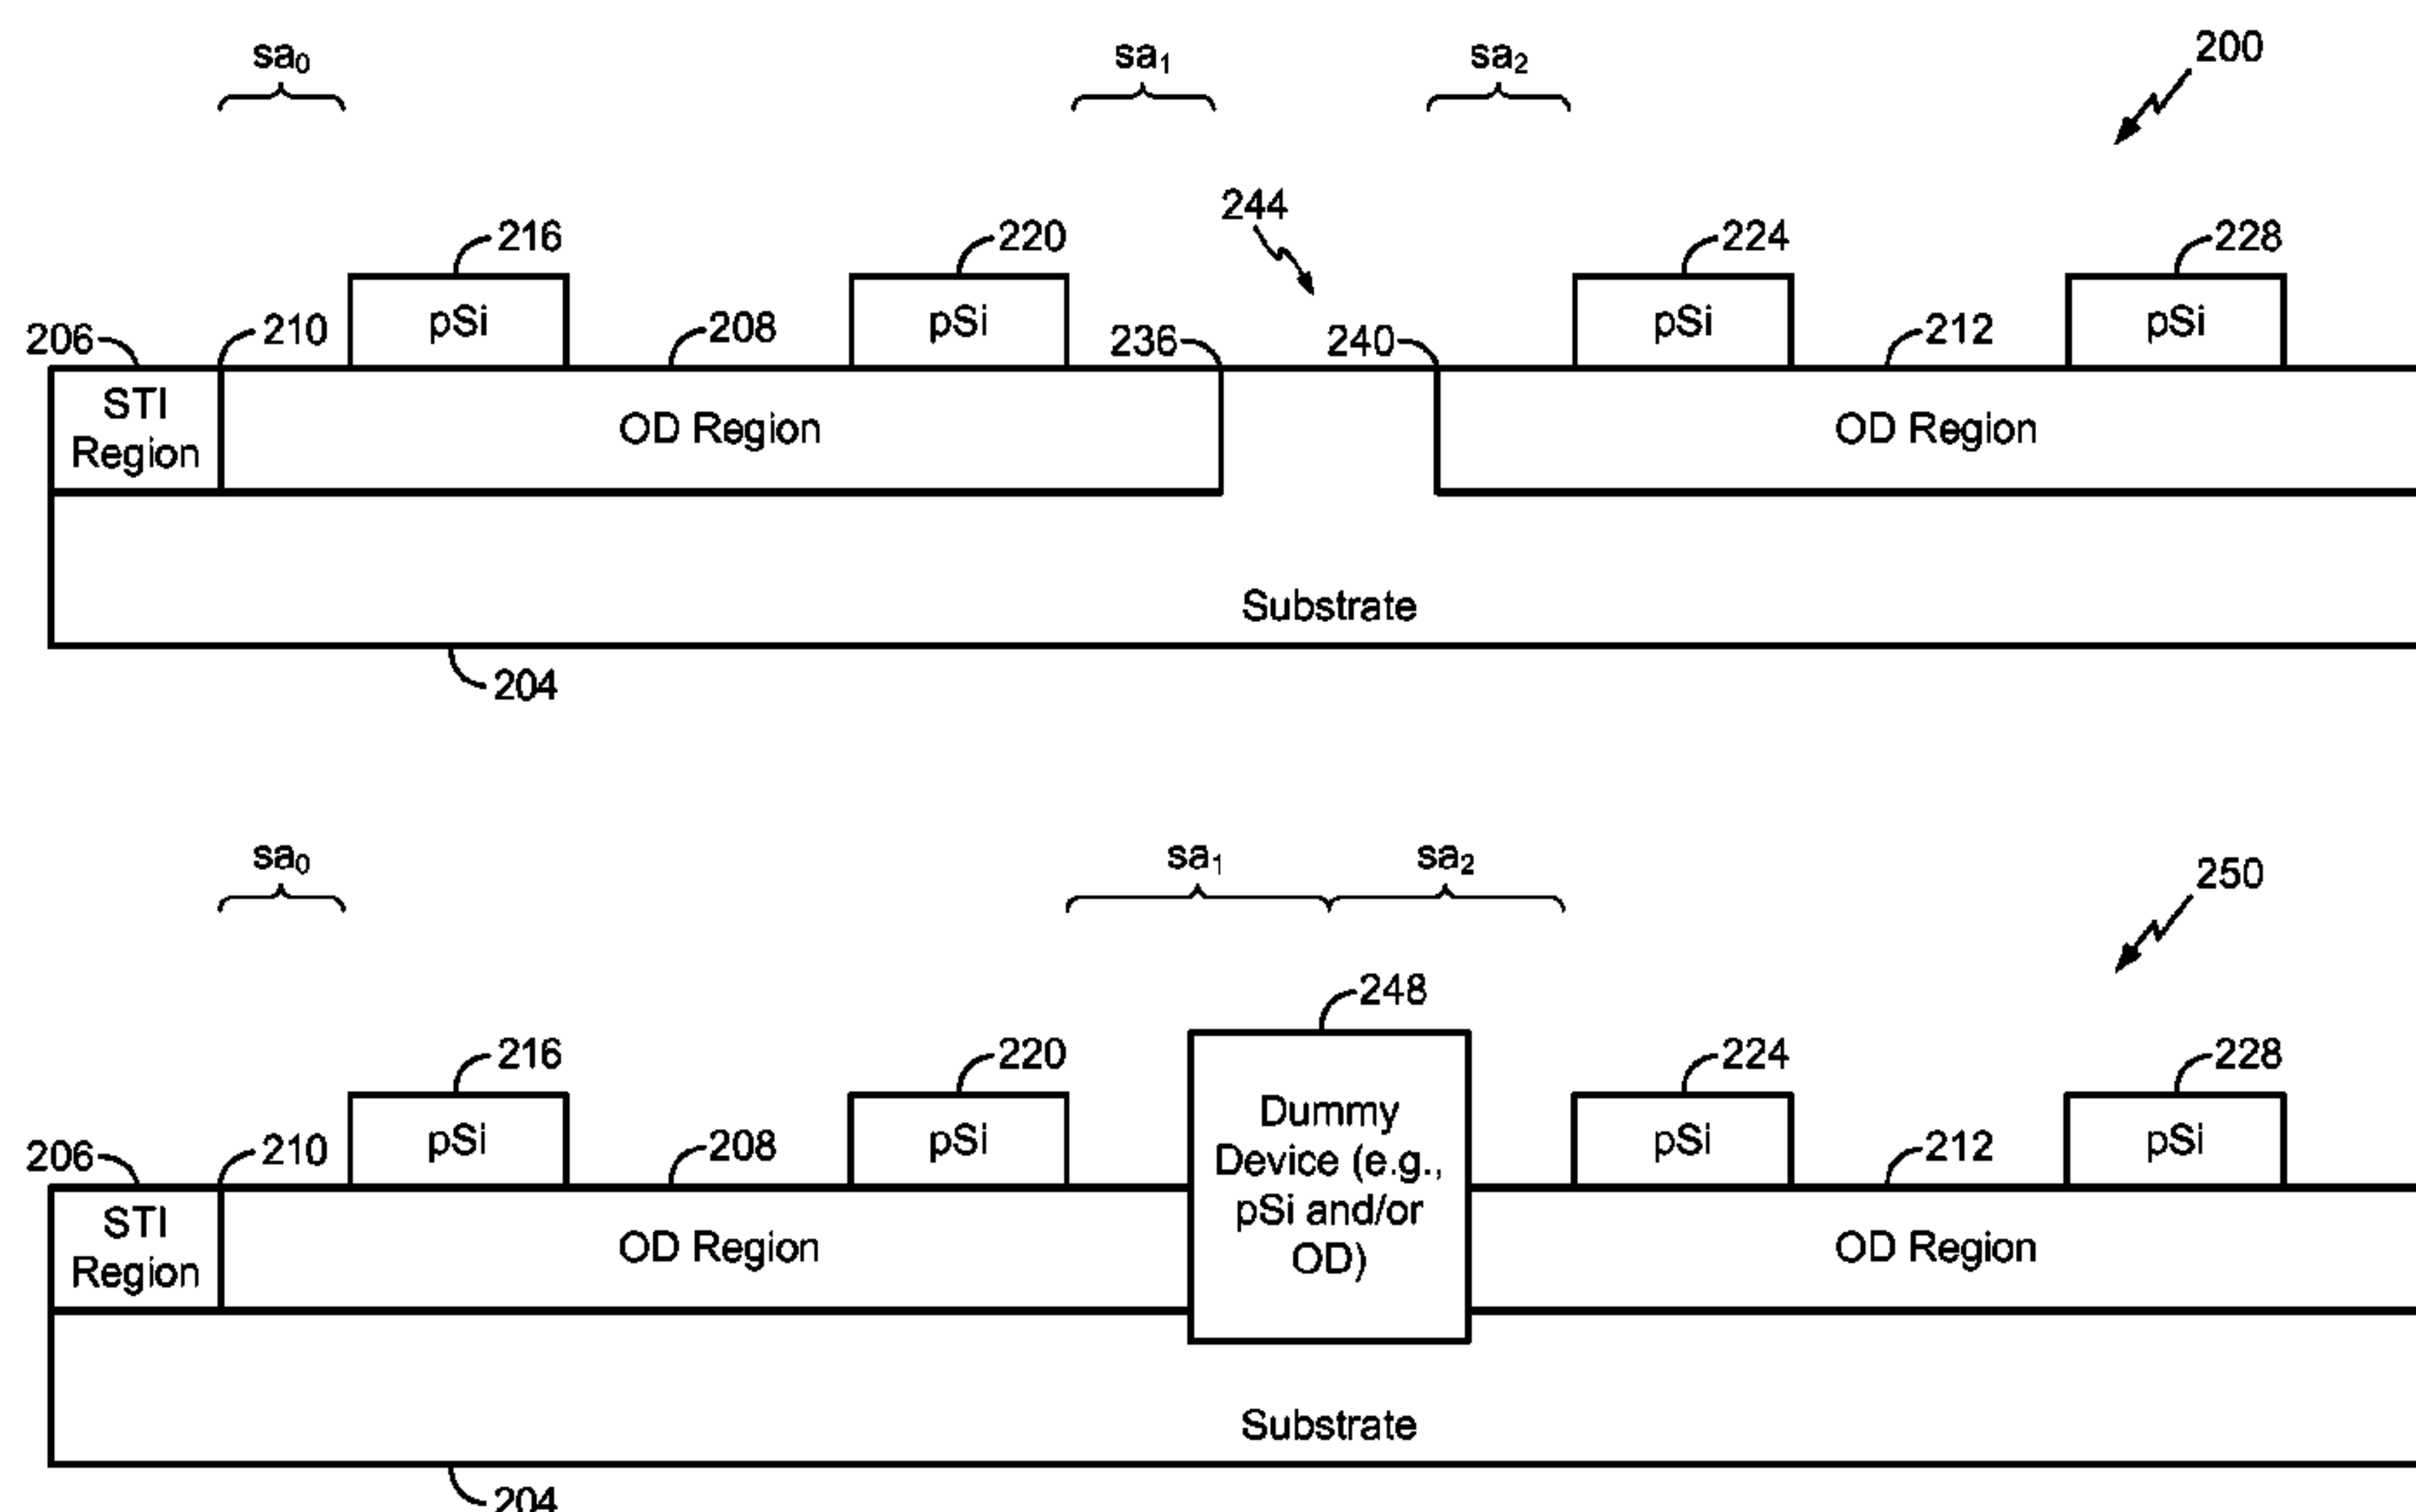 sa₀ sa₁ sa₂ 200
244
216 220 224 228
pSi pSi pSi pSi
206 210 208 236 240 212
STI
Region
OD Region OD Region
Substrate
204
sa₀ sa₁ sa₂ 250
248
216 220 224 228
pSi pSi pSi pSi
206 210 208 212
Dummy
Device (e.g.,
pSi and/or
OD)
STI
Region
OD Region OD Region
Substrate
204